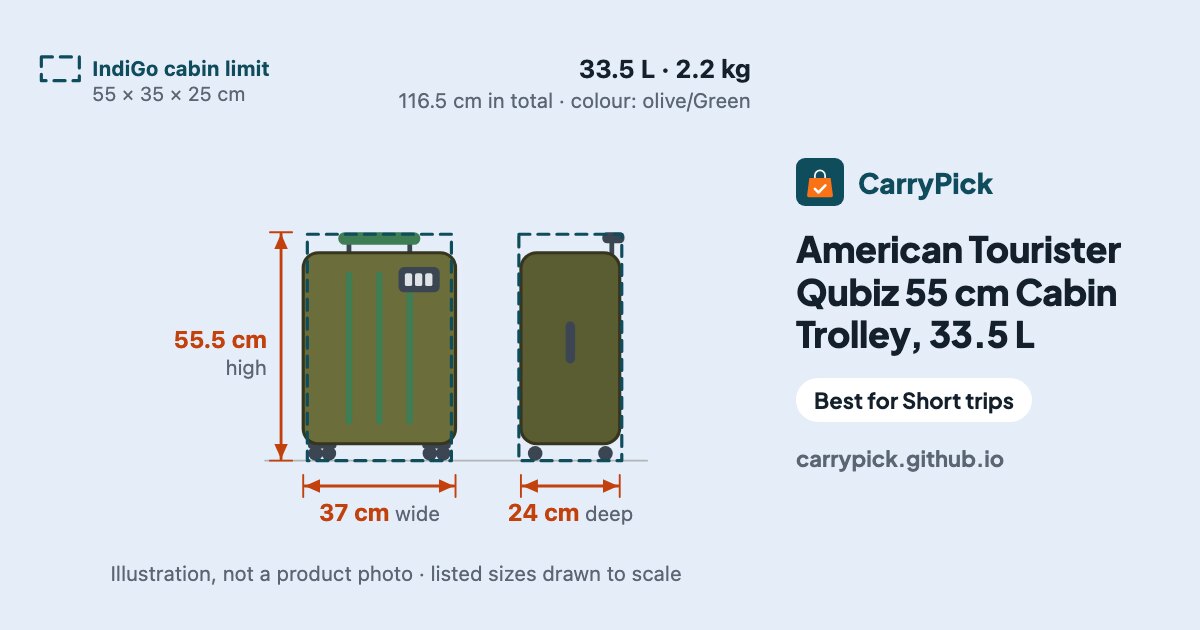 IndiGo cabin limit
55 × 35 × 25 cm
33.5 L · 2.2 kg
116.5 cm in total · colour: olive/Green
CarryPick
American Tourister
Qubiz 55 cm Cabin
Trolley, 33.5 L
Best for Short trips
carrypick.github.io
55.5 cm
high
37 cm wide
24 cm deep
Illustration, not a product photo · listed sizes drawn to scale